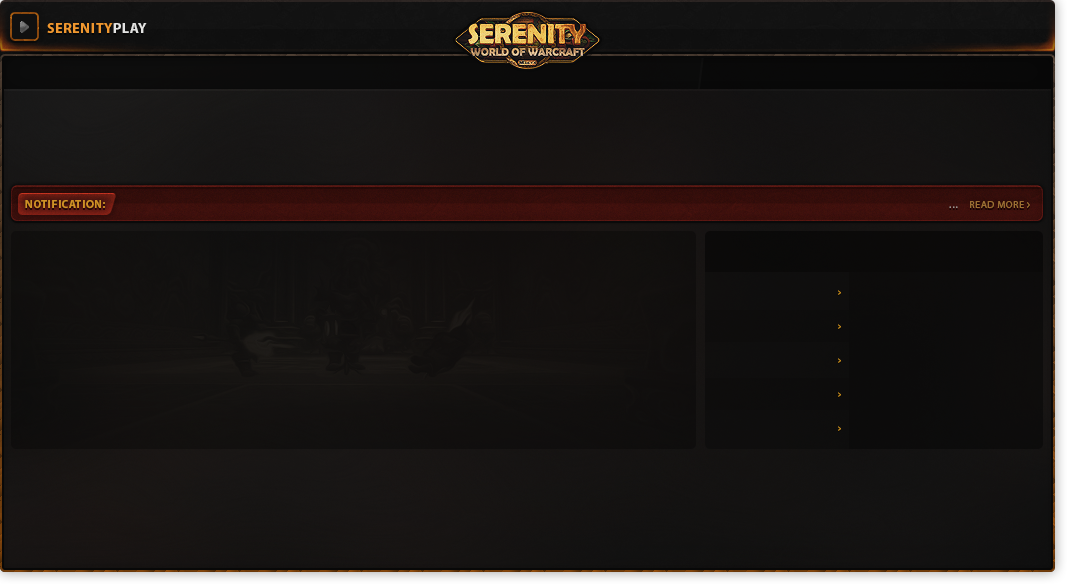 SERENITYPLAY
SERENITY
WORLD OF WARCRAFT
NOTIFICATION:
... READ MORE ›